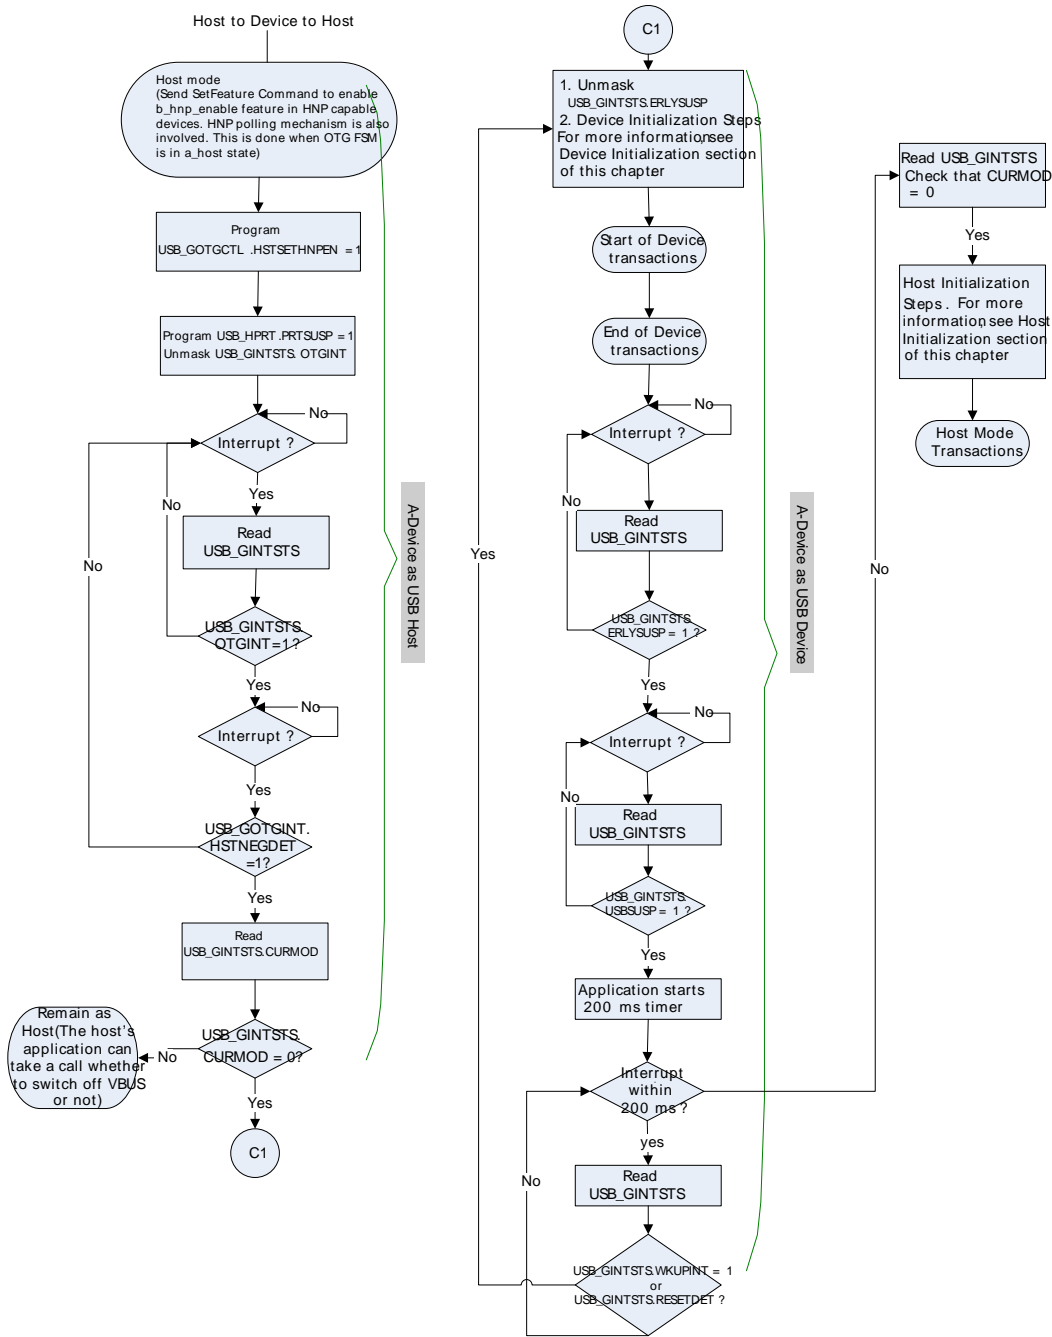 Host to Device to Host
Host mode
(Send SetFeature Command to enable
b_hnp_enable feature in HNP capable
devices. HNP polling mechanism is also
involved. This is done when OTG FSM
is in a_host state)
Program
USB_GOTGCTL .HSTSETHNPEN = 1
Program USB_HPRT .PRTSUSP = 1
Unmask USB_GINTSTS. OTGINT
No
Interrupt ?
Yes
No
Read
USB_GINTSTS
No
USB_GINTSTS.
OTGINT=1 ?
Yes
No
Interrupt ?
Yes
USB_GOTGINT.
HSTNEGDET
=1?
Yes
Read
USB_GINTSTS.CURMOD
USB_GINTSTS.
CURMOD = 0?
No
Remain as
Host(The host's
application can
take a call whether
to switch off VBUS
or not)
Yes
C1
A-Device as USB Host
C1
1. Unmask
USB_GINTSTS.ERLYSUSP
2. Device Initialization Steps
For more information, see
Device Initialization section
of this chapter
Start of Device
transactions
End of Device
transactions
No
Interrupt ?
No
Read
USB_GINTSTS
USB_GINTSTS.
ERLYSUSP = 1 ?
Yes
No
Interrupt ?
No
Read
USB_GINTSTS
USB_GINTSTS.
USBSUSP = 1 ?
Yes
Application starts
200 ms timer
Interrupt
within
200 ms ?
yes
No
Read
USB_GINTSTS
USB_GINTSTS.WKUPINT = 1
or
USB_GINTSTS.RESETDET ?
Yes
A-Device as USB Device
No
Read USB_GINTSTS
Check that CURMOD
= 0
Yes
Host Initialization
Steps. For more
information, see Host
Initialization section
of this chapter
Host Mode
Transactions